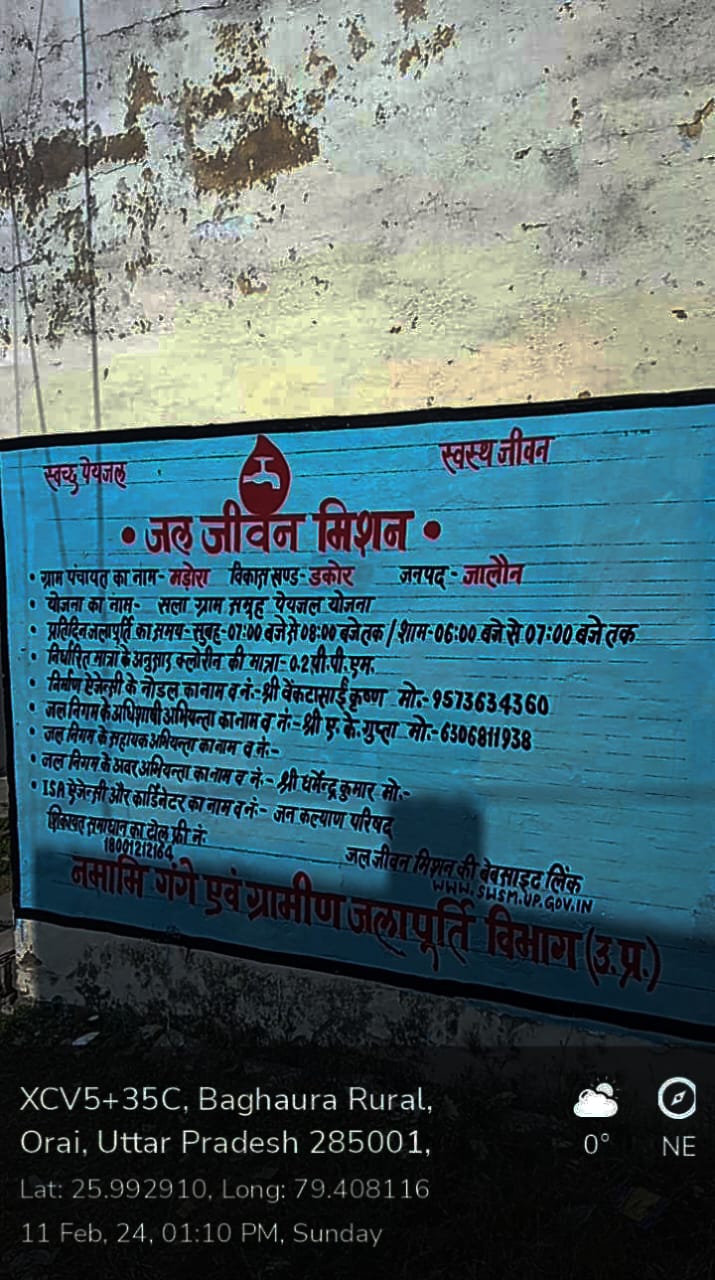 स्वच्छ पेयजल
स्वस्थ जीवन
• जल जीवन मिशन •
• ग्राम पंचायत का नाम- मड़ोरा विकास खण्ड- डकोर जनपद - जालौन
• योजना का नाम- सला ग्राम समूह पेयजल योजना
• प्रतिदिन जलापूर्ति का समय- सुबह-07:00 बजे से 08:00 बजे तक / शाम-06:00 बजे से 07:00 बजे तक
• निर्धारित मात्रा के अनुसार क्लोरीन की मात्रा-0.2 पी.पी.एम.
• निर्माण ऐजेन्सी के नोडल का नाम व नं:-श्री वेंकटासाई कृष्ण मो:-9573634360
• जल निगम के अधिशाषी अभियन्ता का नाम व नं:- श्री ए. के. गुप्ता मो:-6306811938
• जल निगम के सहायक अभियन्ता का नाम व नं:-
• जल निगम के अवर अभियन्ता का नाम व नं:- श्री धर्मेन्द्र कुमार मो:-
• ISA ऐजेन्सी और कार्डिनेटर का नाम व नं:- जन कल्याण परिषद
शिकायत समाधान का टोल फ्री नं:
18001212164
जल जीवन मिशन की वेबसाइट लिंक
WWW.SWSM.UP.GOV.IN
नमामि गंगे एवं ग्रामीण जलापूर्ति विभाग (उ.प्र.)
XCV5+35C, Baghaura Rural,
Orai, Uttar Pradesh 285001,
0° NE
Lat: 25.992910, Long: 79.408116
11 Feb, 24, 01:10 PM, Sunday